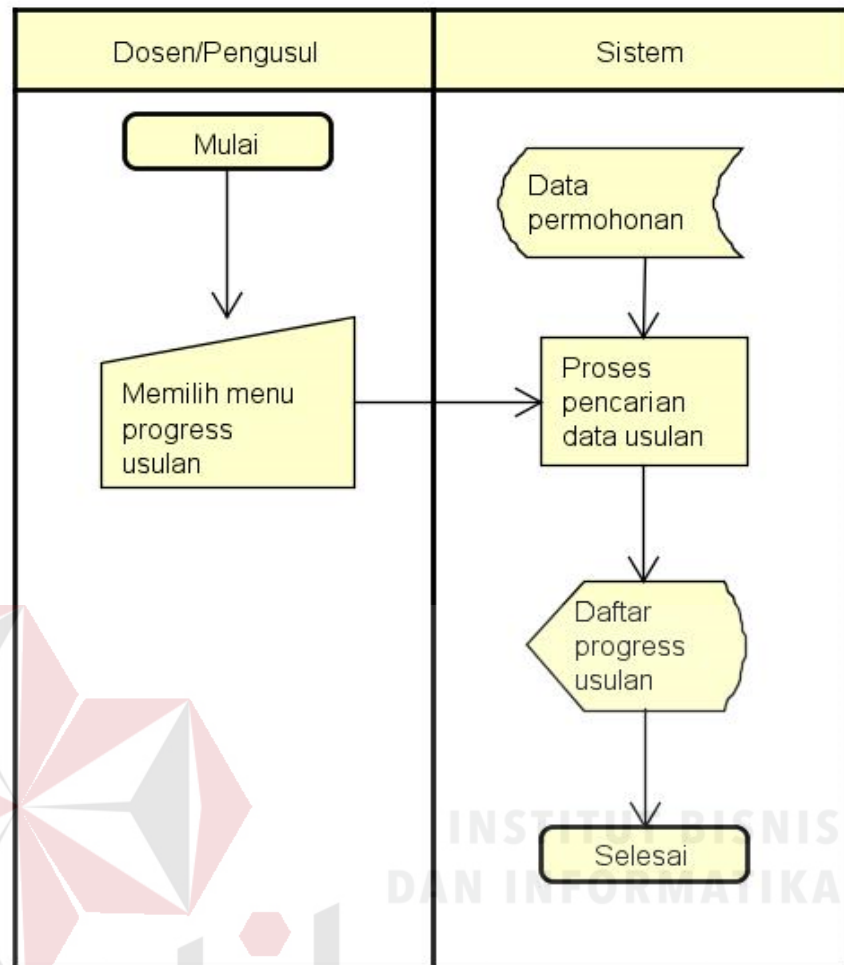 Dosen/Pengusul
Sistem
Mulai
Data
permohonan
Memilih menu
progress
usulan
Proses
pencarian
data usulan
Daftar
progress
usulan
Selesai
INSTITUT BISNIS
DAN INFORMATIKA